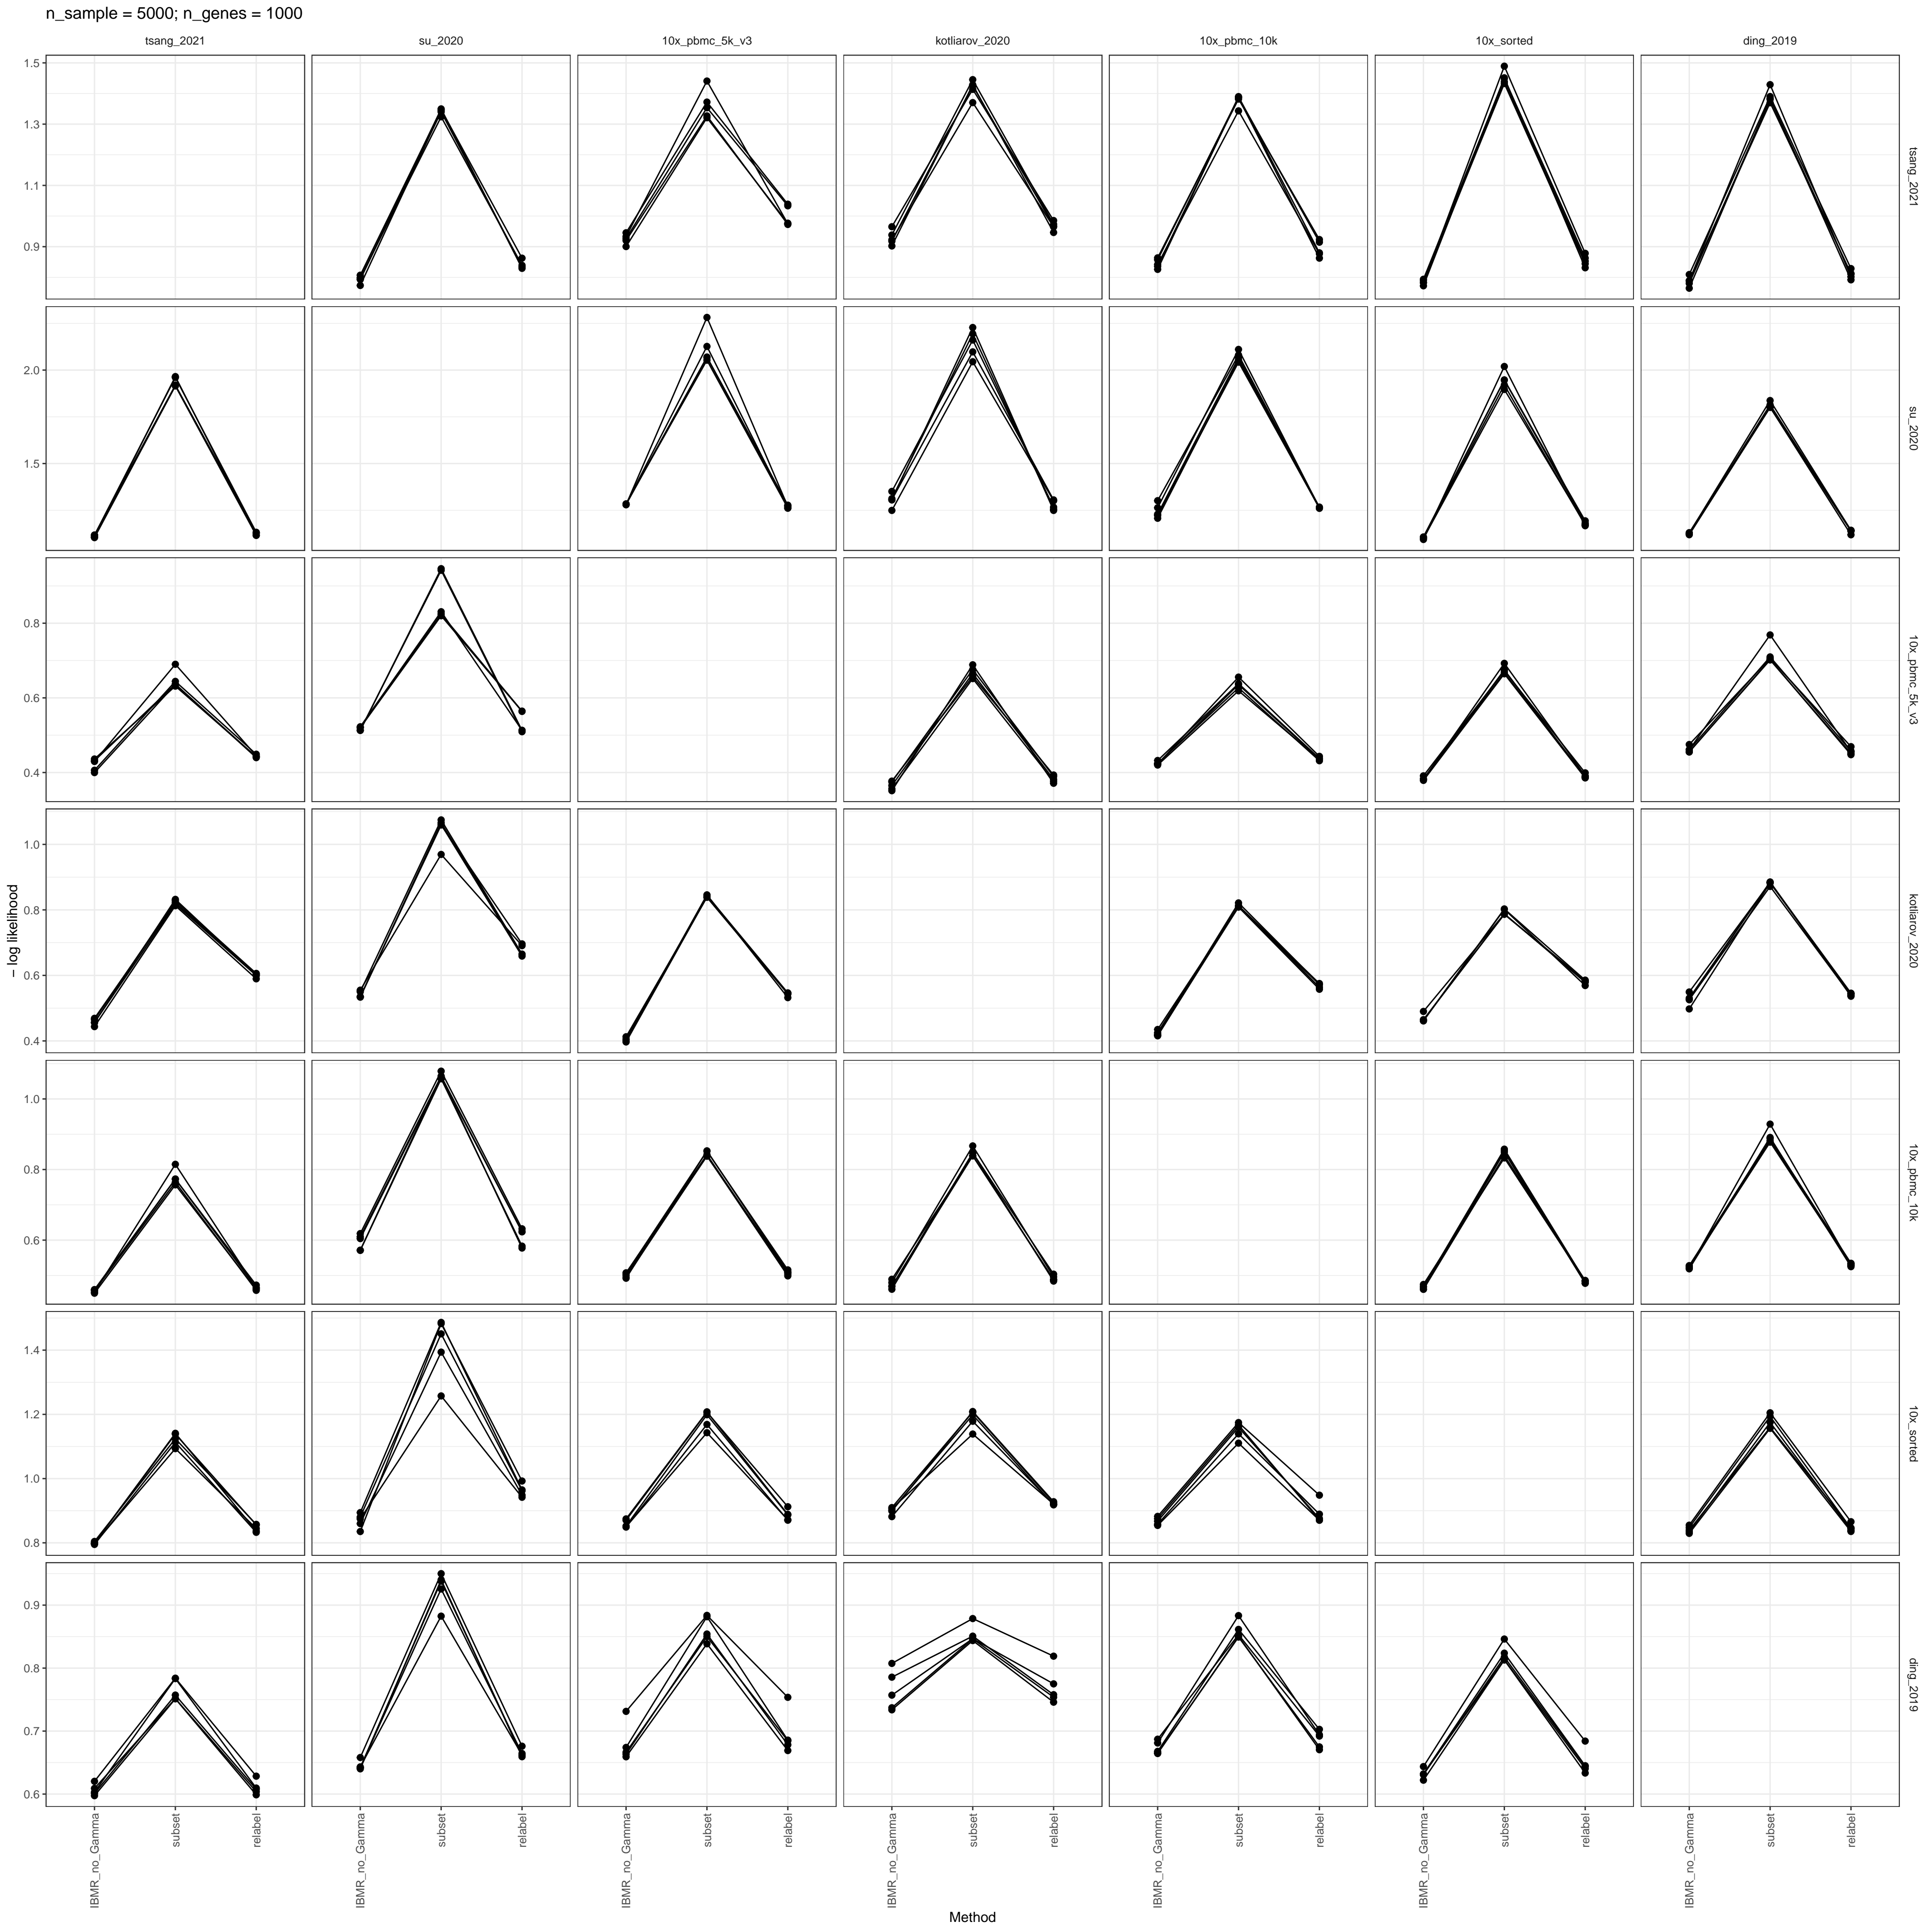 n_sample = 5000; n_genes = 1000
tsang_2021 su_2020 10x_pbmc_5k_v3 kotliarov_2020 10x_pbmc_10k 10x_sorted ding_2019
1.5
1.3
1.1
0.9
tsang_2021
2.0
1.5
su_2020
0.8
0.6
0.4
10x_pbmc_5k_v3
1.0
0.8
0.6
0.4
kotliarov_2020
− log likelihood
1.0
0.8
0.6
10x_pbmc_10k
1.4
1.2
1.0
0.8
10x_sorted
0.9
0.8
0.7
0.6
ding_2019
IBMR_no_Gamma subset relabel IBMR_no_Gamma subset relabel IBMR_no_Gamma subset relabel IBMR_no_Gamma subset relabel IBMR_no_Gamma subset relabel IBMR_no_Gamma subset relabel IBMR_no_Gamma subset relabel
Method